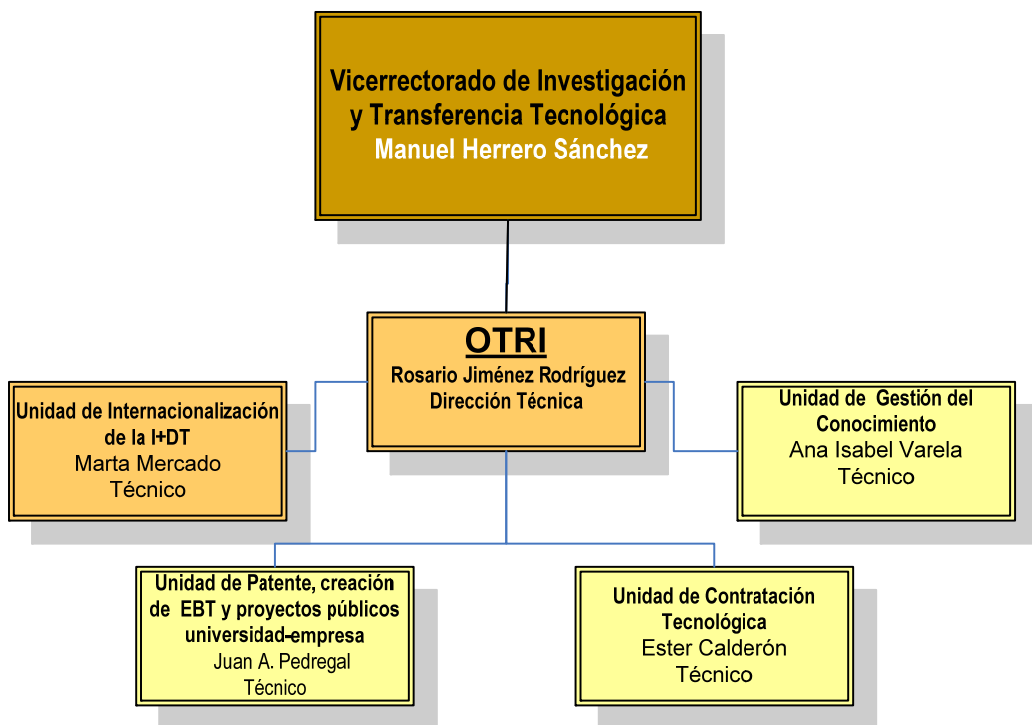 Vicerrectorado de Investigación
y Transferencia Tecnológica
Manuel Herrero Sánchez
OTRI
Rosario Jiménez Rodríguez
Dirección Técnica
Unidad de Internacionalización
de la I+DT
Marta Mercado
Técnico
Unidad de Gestión del
Conocimiento
Ana Isabel Varela
Técnico
Unidad de Patente, creación
de EBT y proyectos públicos
universidad-empresa
Juan A. Pedregal
Técnico
Unidad de Contratación
Tecnológica
Ester Calderón
Técnico